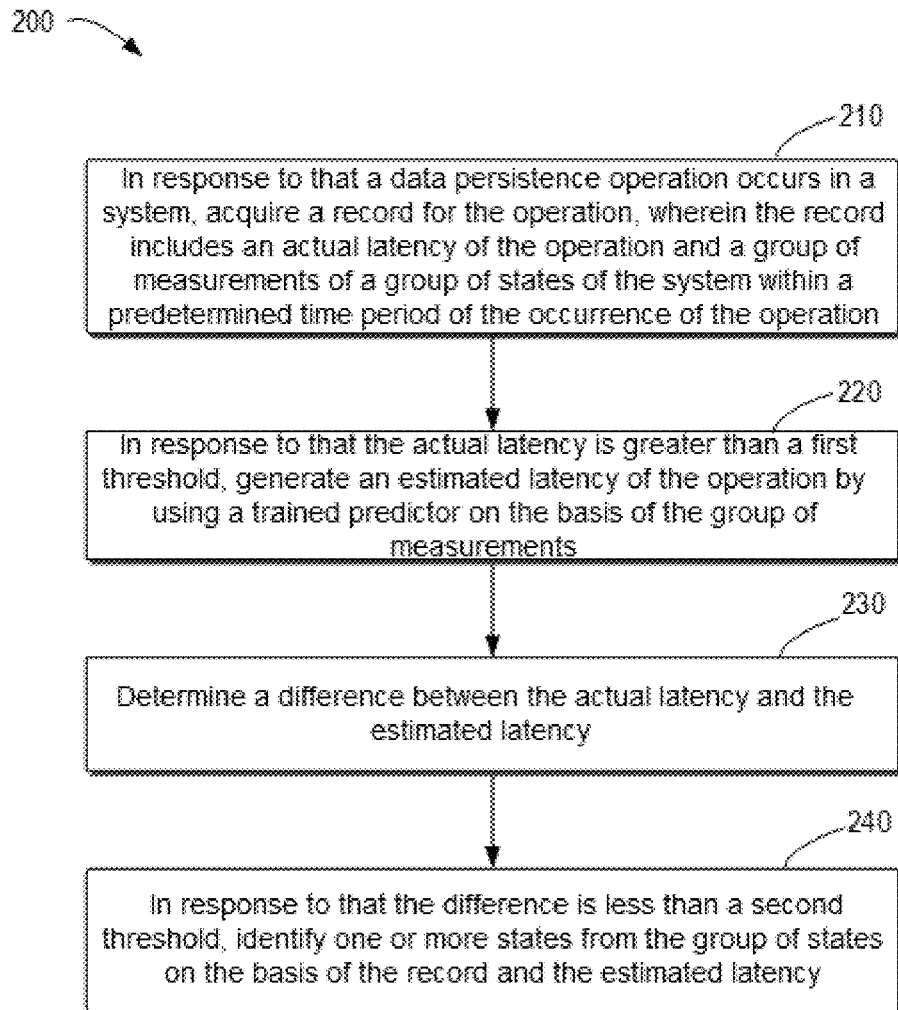 200
210
In response to that a data persistence operation occurs in a
system, acquire a record for the operation, wherein the record
includes an actual latency of the operation and a group of
measurements of a group of states of the system within a
predetermined time period of the occurrence of the operation
220
In response to that the actual latency is greater than a first
threshold, generate an estimated latency of the operation by
using a trained predictor on the basis of the group of
measurements
230
Determine a difference between the actual latency and the
estimated latency
240
In response to that the difference is less than a second
threshold, identify one or more states from the group of states
on the basis of the record and the estimated latency